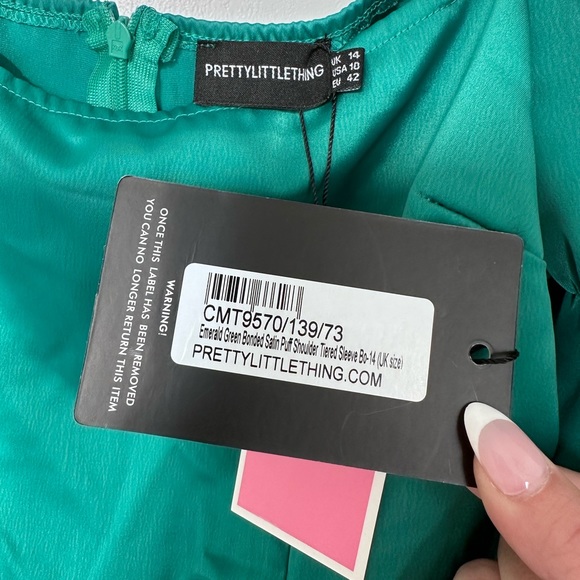 PRETTYLITTLETHING
UK 14
USA 10
EU 42
WARNING!
ONCE THIS LABEL HAS BEEN REMOVED
YOU CAN NO LONGER RETURN THIS ITEM
CMT9570/139/73
Emerald Green Bonded Satin Puff Shoulder Tiered Sleeve Bo-14 (UK size)
PRETTYLITTLETHING.COM